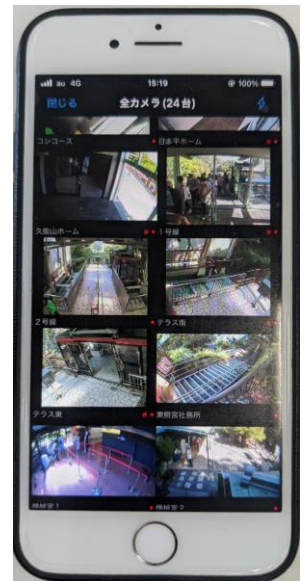 au 4G 15:19 100%
閉じる 全カメラ(24台)
コンコース 日本平ホーム
久能山ホーム 1号線
2号線 テラス南
テラス東 東照宮社務所
機械室1 機械室2